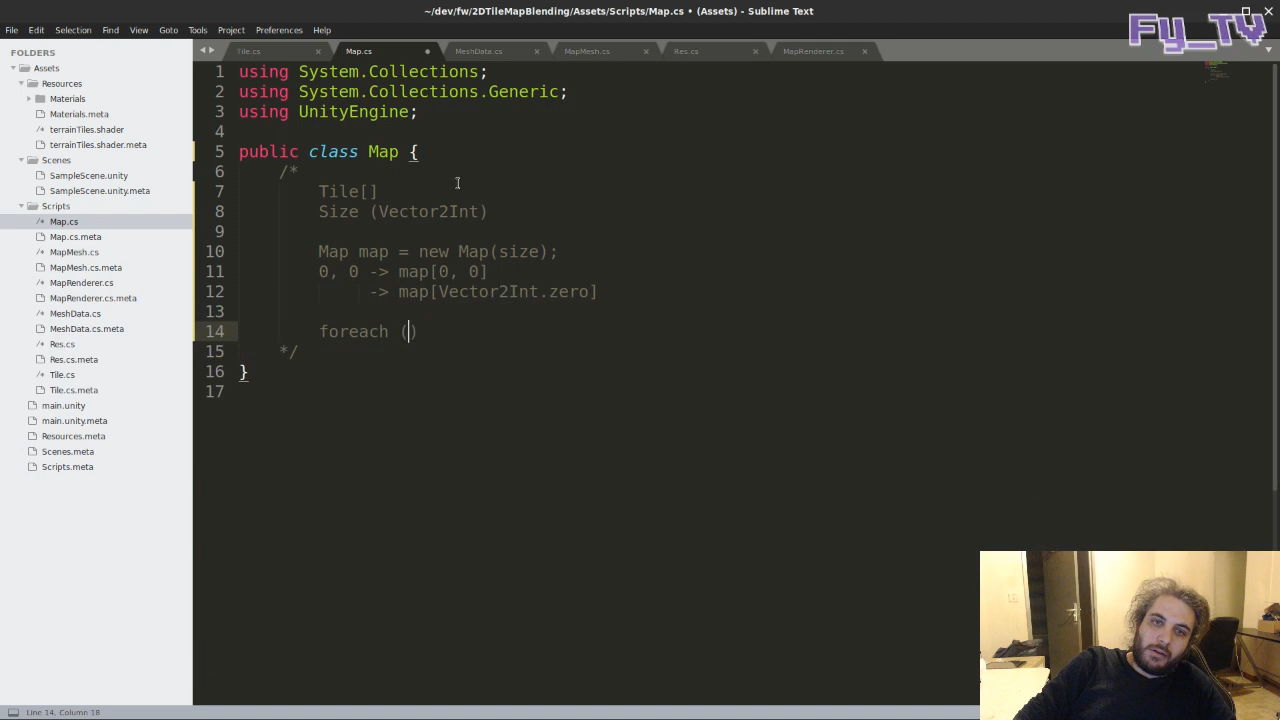 ~/dev/fw/2DTileMapBlending/Assets/Scripts/Map.cs • (Assets) - Sublime Text
Fy_TV
File Edit Selection Find View Goto Tools Project Preferences Help
FOLDERS
Assets
Resources
Materials
Materials.meta
terrainTiles.shader
terrainTiles.shader.meta
Scenes
SampleScene.unity
SampleScene.unity.meta
Scripts
Map.cs
Map.cs.meta
MapMesh.cs
MapMesh.cs.meta
MapRenderer.cs
MapRenderer.cs.meta
MeshData.cs
MeshData.cs.meta
Res.cs
Res.cs.meta
Tile.cs
Tile.cs.meta
main.unity
main.unity.meta
Resources.meta
Scenes.meta
Scripts.meta
Tile.cs Map.cs MeshData.cs MapMesh.cs Res.cs MapRenderer.cs
1 using System.Collections;
2 using System.Collections.Generic;
3 using UnityEngine;
4
5 public class Map {
6 /*
7 Tile[]
8 Size (Vector2Int)
9
10 Map map = new Map(size);
11 0, 0 -> map[0, 0]
12 -> map[Vector2Int.zero]
13
14 foreach ()
15 */
16 }
17
Line 14, Column 18